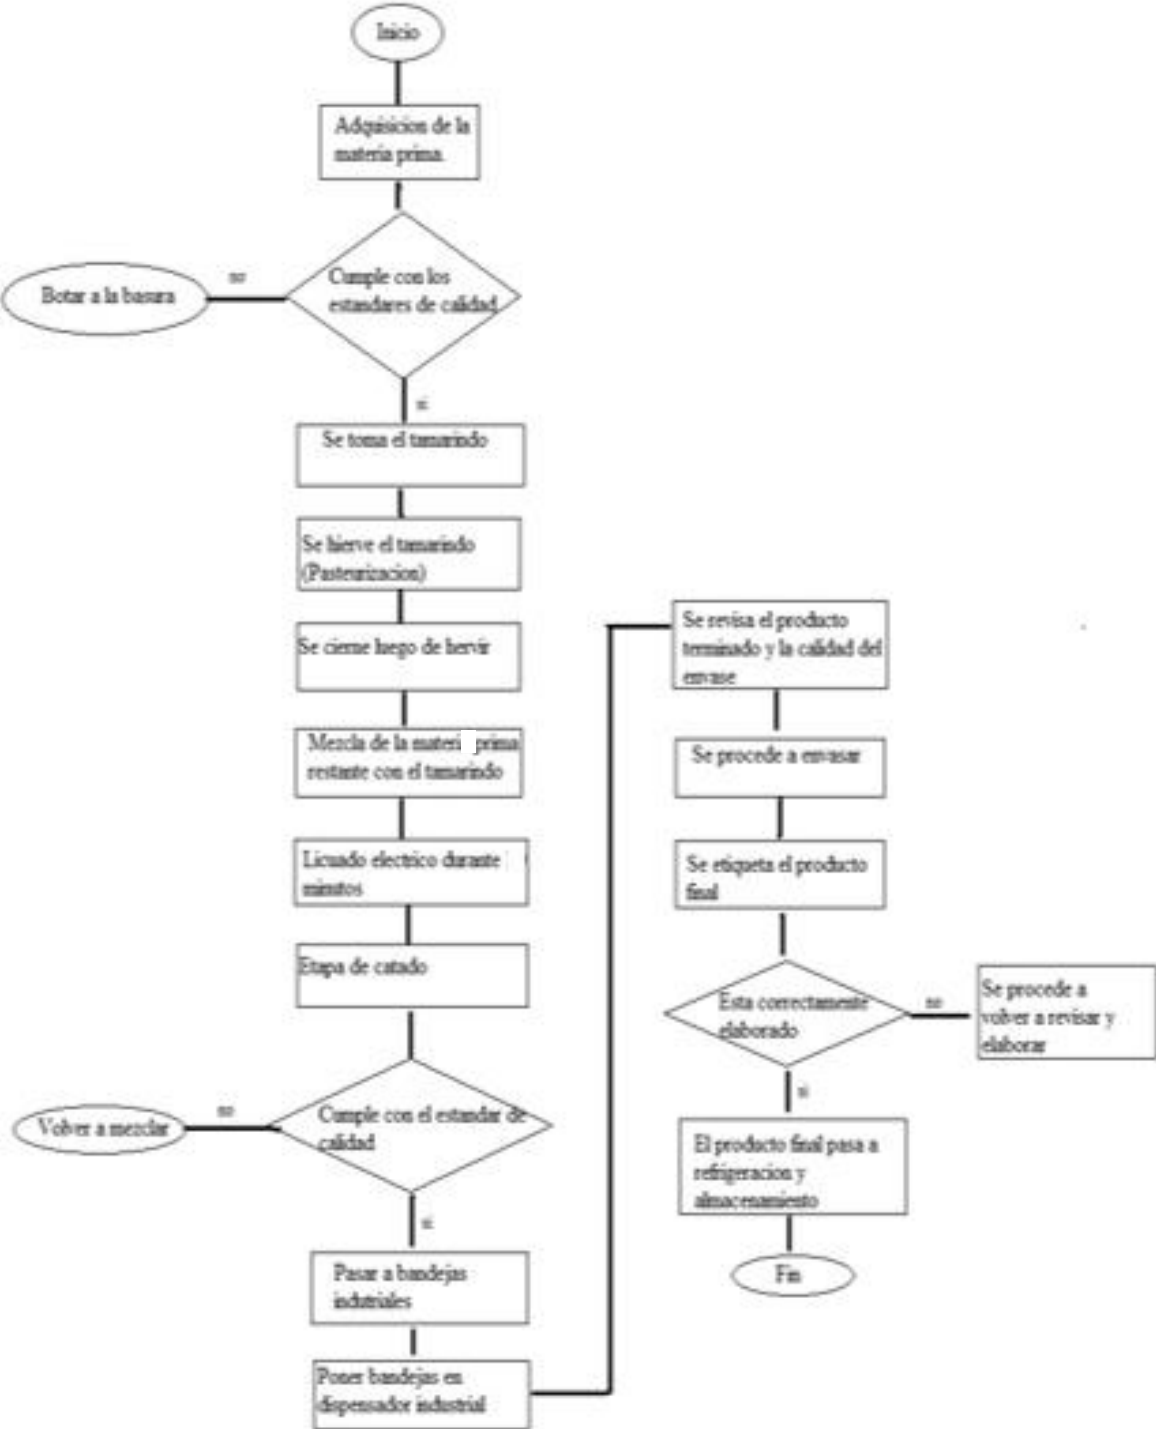 Inicio
Adquisicion de la
materia prima.
Cumple con los
estandares de calidad
no
Botar a la basura
si
Se toma el tamarindo
Se hierve el tamarindo
(Pasteurizacion)
Se cierne luego de hervir
Mezcla de la materi prima
restante con el tamarindo
Licuado electrico durante
minutos
Etapa de catado
Cumple con el estandar de
calidad
no
Volver a mezclar
si
Pasar a bandejas
indutriales
Poner bandejas en
dispensador industrial
Se revisa el producto
terminado y la calidad del
envase
Se procede a envasar
Se etiqueta el producto
final
Esta correctamente
elaborado
no
Se procede a
volver a revisar y
elaborar
si
El producto final pasa a
refrigeracion y
almacenamiento
Fin